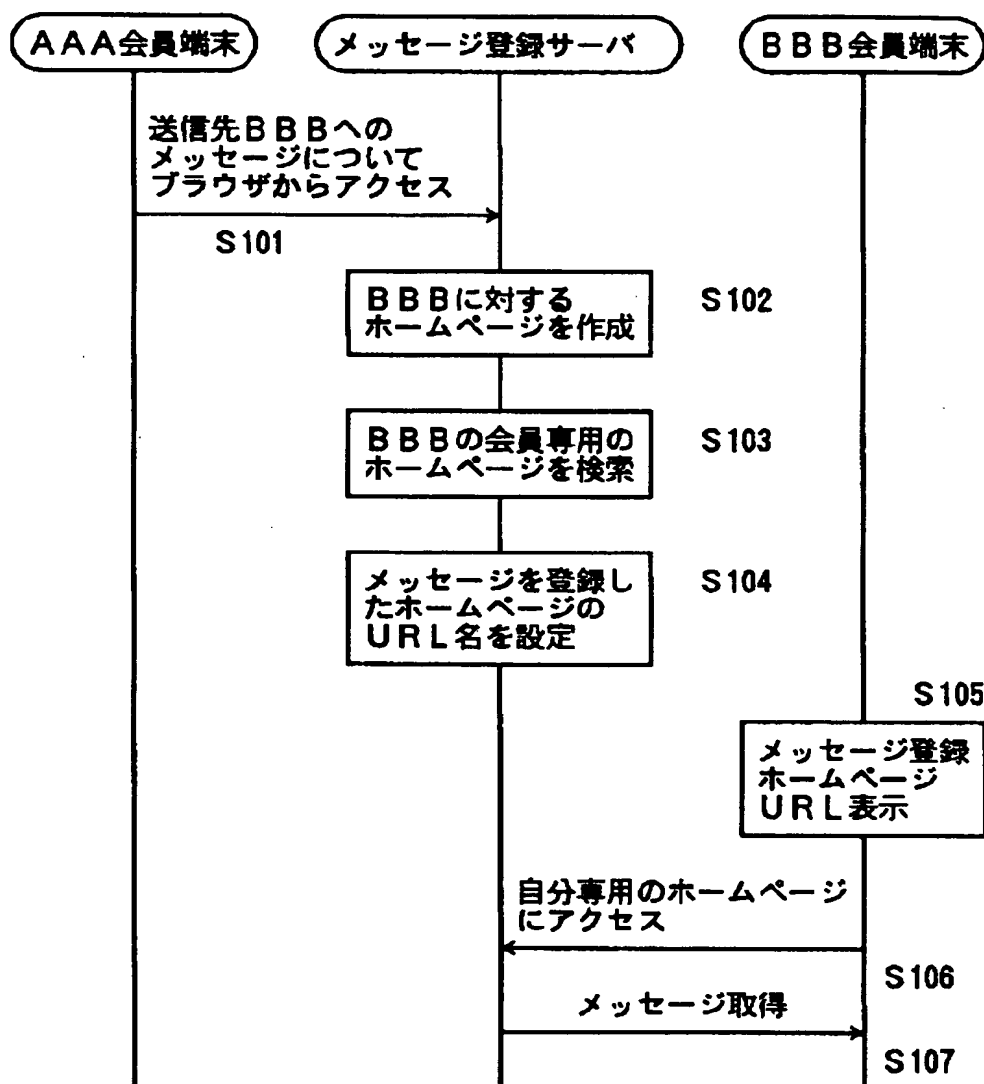 AAA会員端末
メッセージ登録サーバ
BBB会員端末
送信先BBBへの
メッセージについて
ブラウザからアクセス
S101
BBBに対する
ホームページを作成
S102
BBBの会員専用の
ホームページを検索
S103
メッセージを登録し
たホームページの
URL名を設定
S104
S105
メッセージ登録
ホームページ
URL表示
自分専用のホームページ
にアクセス
S106
メッセージ取得
S107